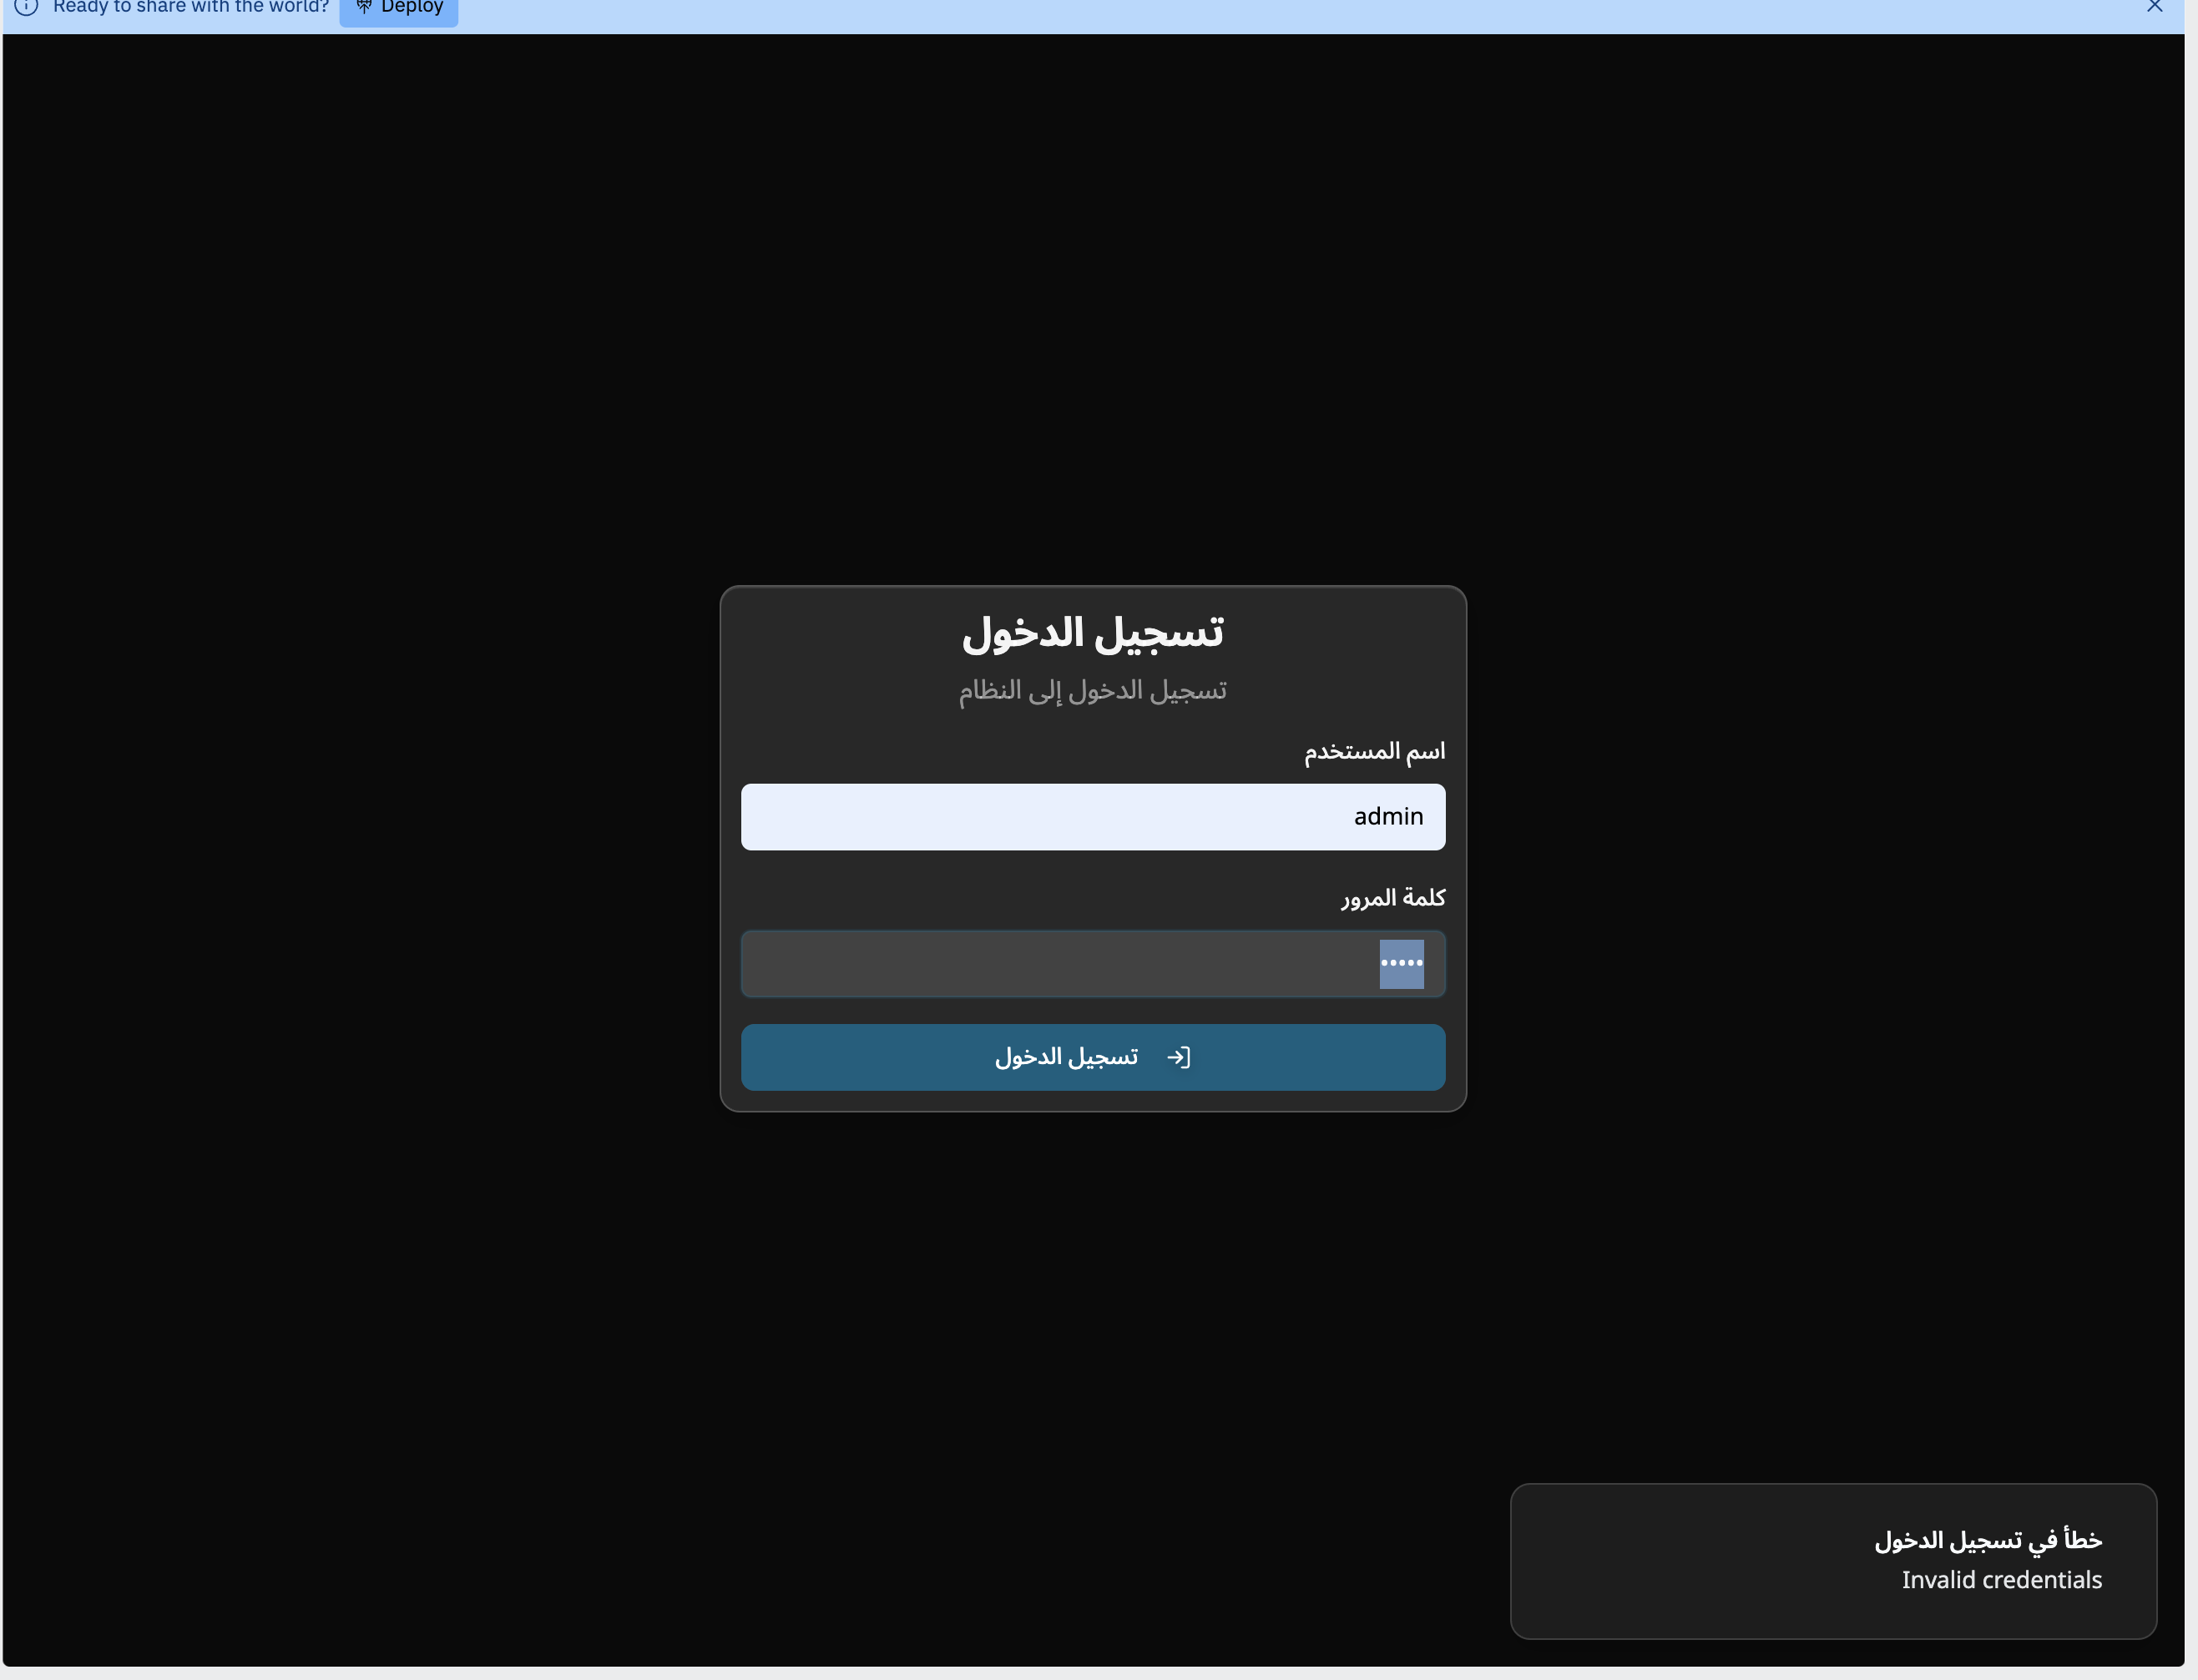 Ready to share with the world? Deploy
تسجيل الدخول
تسجيل الدخول إلى النظام
اسم المستخدم
admin
كلمة المرور
•••••
تسجيل الدخول
خطأ في تسجيل الدخول
Invalid credentials